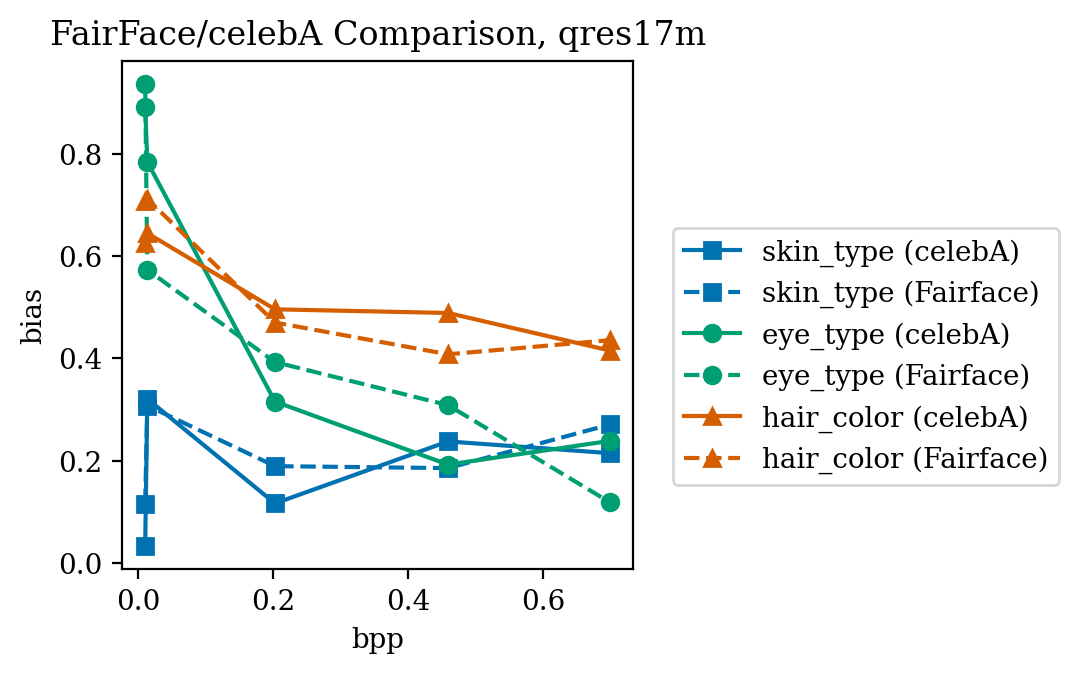 FairFace/celebA Comparison, qres17m
bias
0.8
0.6
0.4
0.2
0.0
0.0 0.2 0.4 0.6
bpp
skin_type (celebA)
skin_type (Fairface)
eye_type (celebA)
eye_type (Fairface)
hair_color (celebA)
hair_color (Fairface)